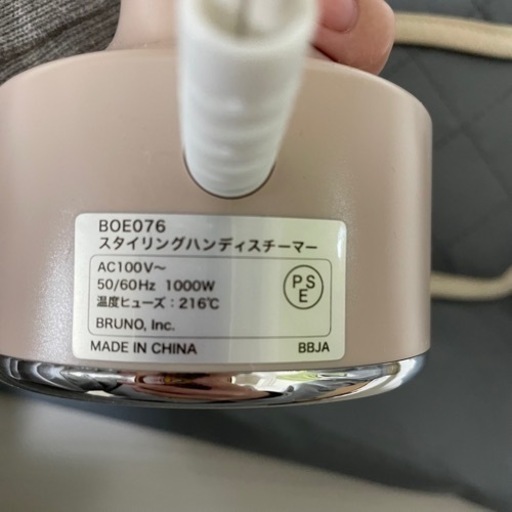 BOE076
スタイリングハンディスチーマー
AC100V～
50/60Hz 1000W
温度ヒューズ：216℃
PSE
BRUNO, Inc.
MADE IN CHINA BBJA